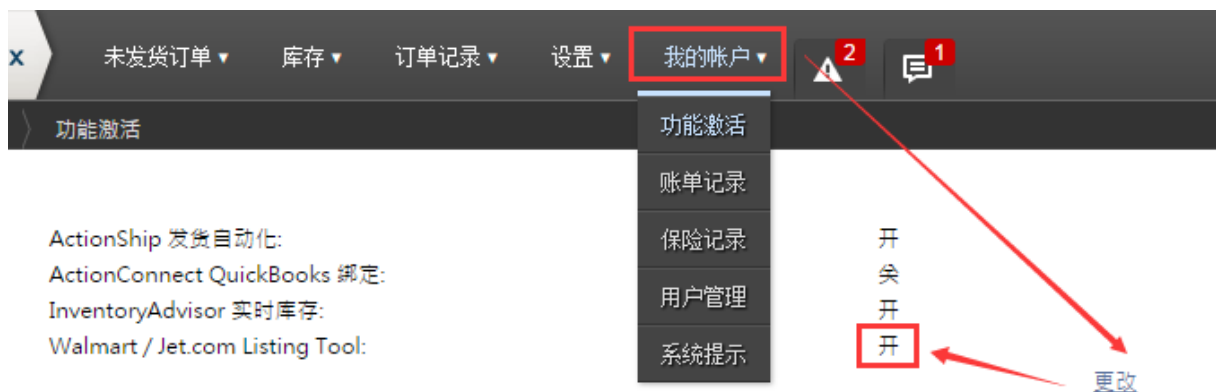 x 未发货订单▼ 库存▼ 订单记录▼ 设置▼ 我的帐户▼ 2 1
功能激活
功能激活
账单记录
保险记录
用户管理
系统提示
ActionShip 发货自动化: 开
ActionConnect QuickBooks 绑定: 关
InventoryAdvisor 实时库存: 开
Walmart / Jet.com Listing Tool: 开
更改